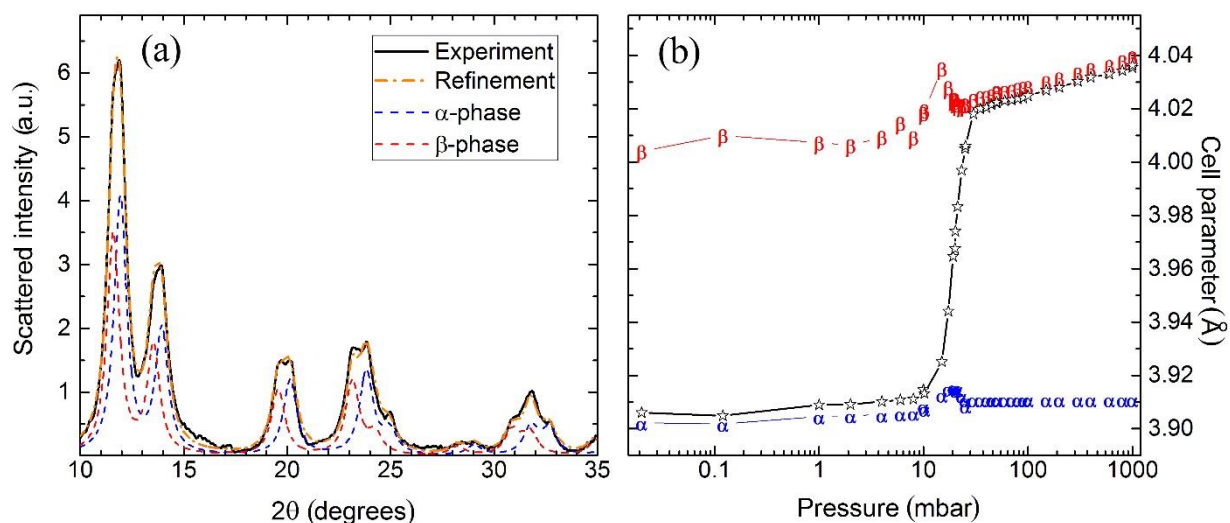 (a)
Experiment
Refinement
α-phase
β-phase
Scattered intensity (a.u.)
6
5
4
3
2
1
10 15 20 25 30 35
2θ (degrees)
(b)
β β β β β β β β β β
α α α α α α α α α α
Cell parameter (Å)
4.04
4.02
4.00
3.98
3.96
3.94
3.92
3.90
0.1 1 10 100 1000
Pressure (mbar)